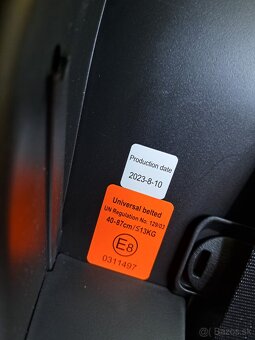 Production date
2023-8-10
Universal belted
UN Regulation No. 129/03
40-87cm/≤13KG
E8
0311497
Bazos.sk